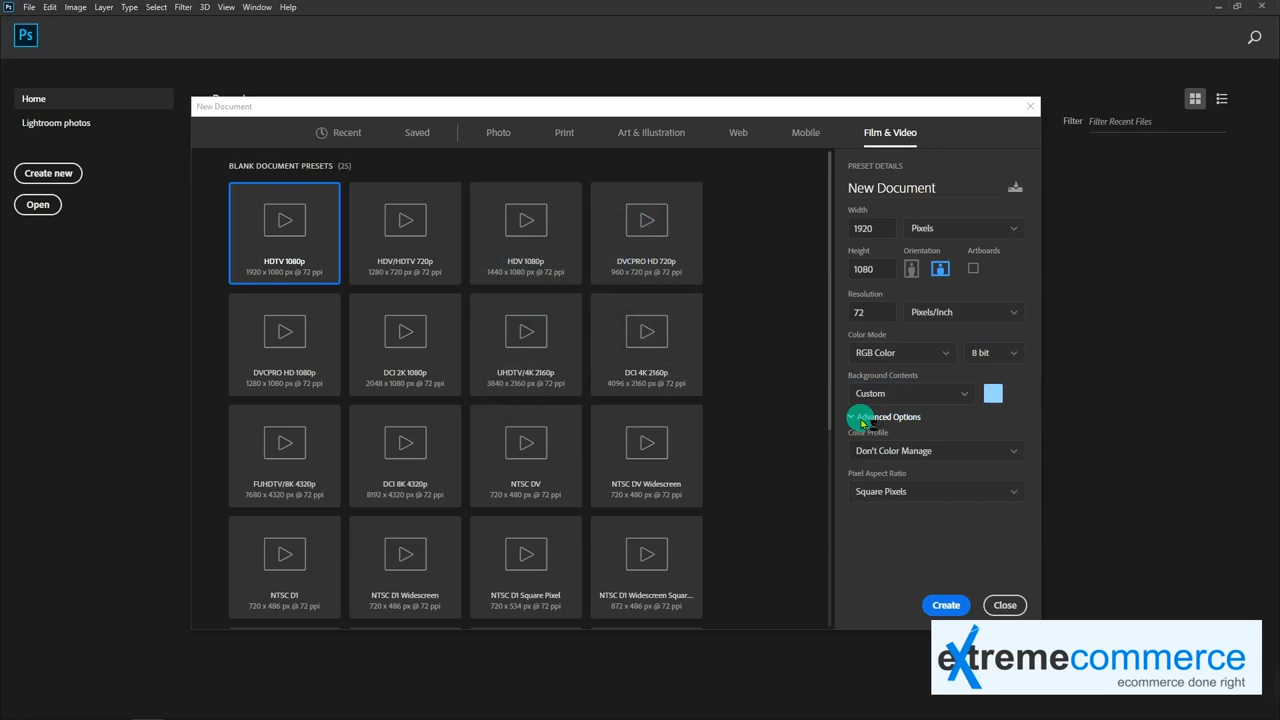 Ps File Edit Image Layer Type Select Filter 3D View Window Help
Ps
Home
Lightroom photos
Create new
Open
Filter Filter Recent Files
New Document
Recent Saved Photo Print Art & Illustration Web Mobile Film & Video
BLANK DOCUMENT PRESETS (25)
HDTV 1080p
1920 x 1080 px @ 72 ppi
HDV/HDTV 720p
1280 x 720 px @ 72 ppi
HDV 1080p
1440 x 1080 px @ 72 ppi
DVCPRO HD 720p
960 x 720 px @ 72 ppi
DVCPRO HD 1080p
1280 x 1080 px @ 72 ppi
DCI 2K 1080p
2048 x 1080 px @ 72 ppi
UHDTV/4K 2160p
3840 x 2160 px @ 72 ppi
DCI 4K 2160p
4096 x 2160 px @ 72 ppi
FUHDTV/8K 4320p
7680 x 4320 px @ 72 ppi
DCI 8K 4320p
8192 x 4320 px @ 72 ppi
NTSC DV
720 x 480 px @ 72 ppi
NTSC DV Widescreen
720 x 480 px @ 72 ppi
NTSC D1
720 x 486 px @ 72 ppi
NTSC D1 Widescreen
720 x 486 px @ 72 ppi
NTSC D1 Square Pixel
720 x 534 px @ 72 ppi
NTSC D1 Widescreen Squar...
872 x 486 px @ 72 ppi
PRESET DETAILS
New Document
Width
1920 Pixels
Height Orientation Artboards
1080
Resolution
72 Pixels/Inch
Color Mode
RGB Color 8 bit
Background Contents
Custom
Advanced Options
Color Profile
Don't Color Manage
Pixel Aspect Ratio
Square Pixels
Create Close
extremecommerce
ecommerce done right